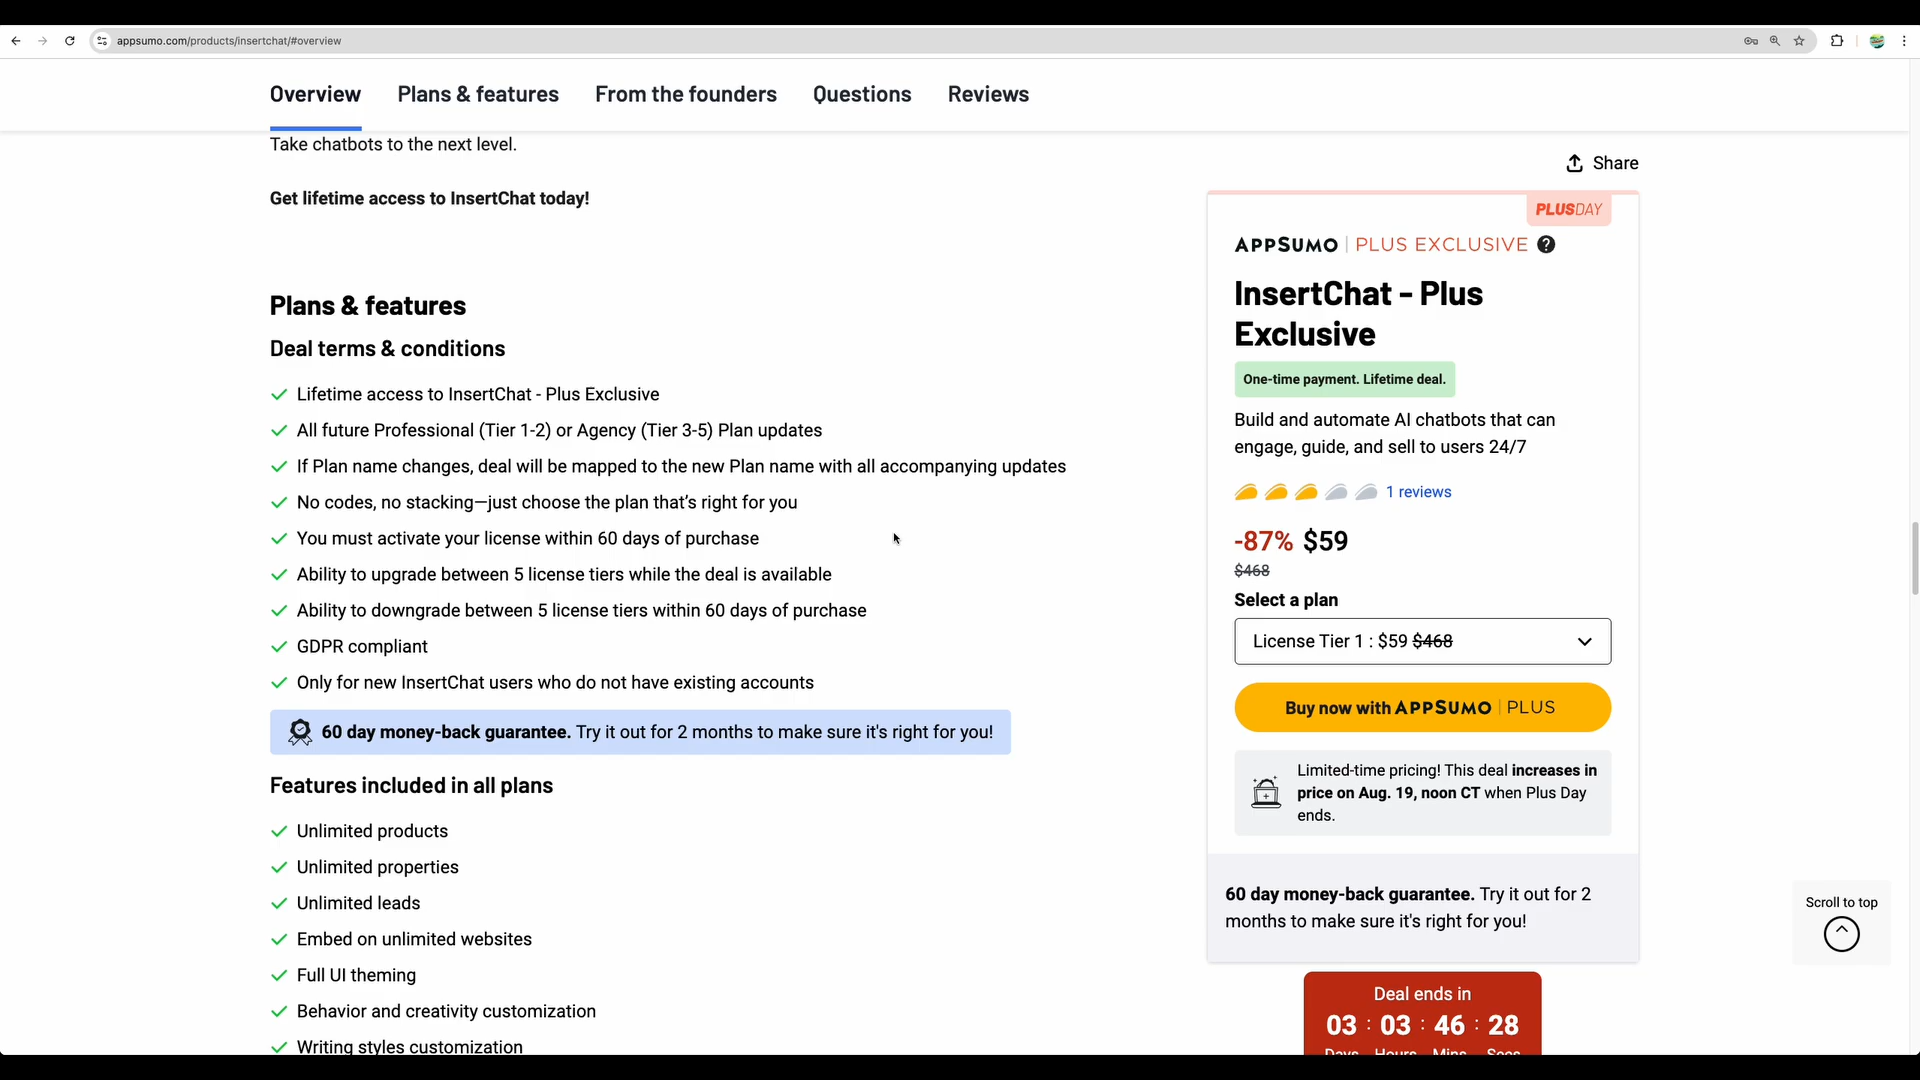 appsumo.com/products/insertchat/#overview
Overview
Plans & features
From the founders
Questions
Reviews
Take chatbots to the next level.
Get lifetime access to InsertChat today!
Plans & features
Deal terms & conditions
Lifetime access to InsertChat - Plus Exclusive
All future Professional (Tier 1-2) or Agency (Tier 3-5) Plan updates
If Plan name changes, deal will be mapped to the new Plan name with all accompanying updates
No codes, no stacking—just choose the plan that's right for you
You must activate your license within 60 days of purchase
Ability to upgrade between 5 license tiers while the deal is available
Ability to downgrade between 5 license tiers within 60 days of purchase
GDPR compliant
Only for new InsertChat users who do not have existing accounts
60 day money-back guarantee. Try it out for 2 months to make sure it's right for you!
Features included in all plans
Unlimited products
Unlimited properties
Unlimited leads
Embed on unlimited websites
Full UI theming
Behavior and creativity customization
Writing styles customization
Share
PLUSDAY
APPSUMO | PLUS EXCLUSIVE ?
InsertChat - Plus
Exclusive
One-time payment. Lifetime deal.
Build and automate AI chatbots that can
engage, guide, and sell to users 24/7
1 reviews
-87% $59
$468
Select a plan
License Tier 1 : $59 $468
Buy now with APPSUMO | PLUS
Limited-time pricing! This deal increases in
price on Aug. 19, noon CT when Plus Day
ends.
60 day money-back guarantee. Try it out for 2
months to make sure it's right for you!
Deal ends in
03 : 03 : 46 : 28
Days Hours Mins Secs
Scroll to top